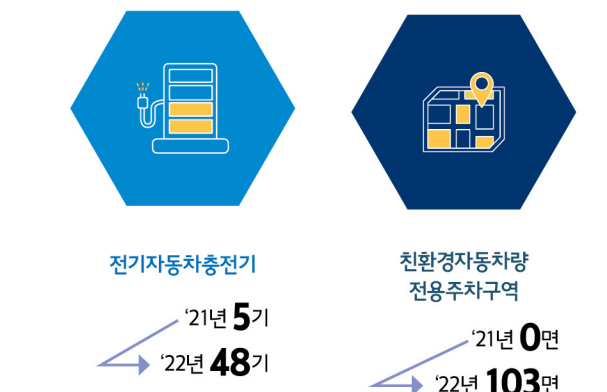 전기자동차충전기
‘21년 5기
‘22년 48기
친환경자동차량
전용주차구역
‘21년 0면
‘22년 103면